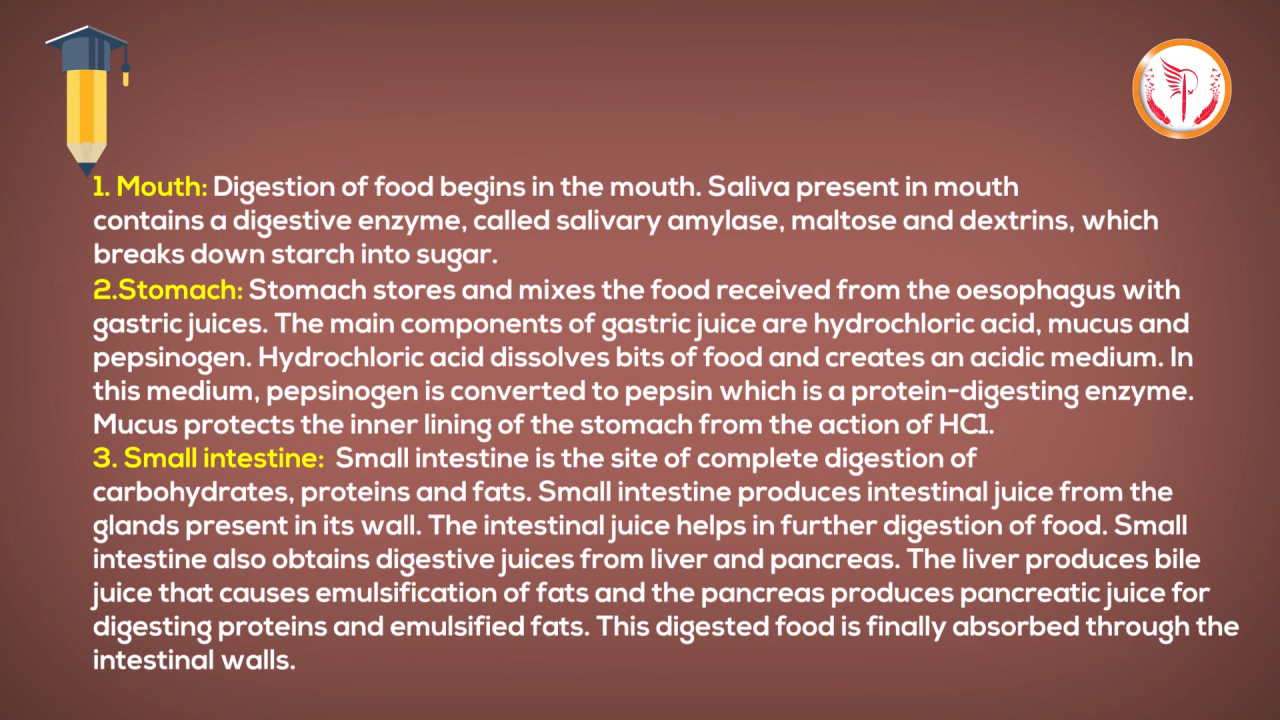 1. Mouth: Digestion of food begins in the mouth. Saliva present in mouth
contains a digestive enzyme, called salivary amylase, maltose and dextrins, which
breaks down starch into sugar.
2.Stomach: Stomach stores and mixes the food received from the oesophagus with
gastric juices. The main components of gastric juice are hydrochloric acid, mucus and
pepsinogen. Hydrochloric acid dissolves bits of food and creates an acidic medium. In
this medium, pepsinogen is converted to pepsin which is a protein-digesting enzyme.
Mucus protects the inner lining of the stomach from the action of HC1.
3. Small intestine: Small intestine is the site of complete digestion of
carbohydrates, proteins and fats. Small intestine produces intestinal juice from the
glands present in its wall. The intestinal juice helps in further digestion of food. Small
intestine also obtains digestive juices from liver and pancreas. The liver produces bile
juice that causes emulsification of fats and the pancreas produces pancreatic juice for
digesting proteins and emulsified fats. This digested food is finally absorbed through the
intestinal walls.